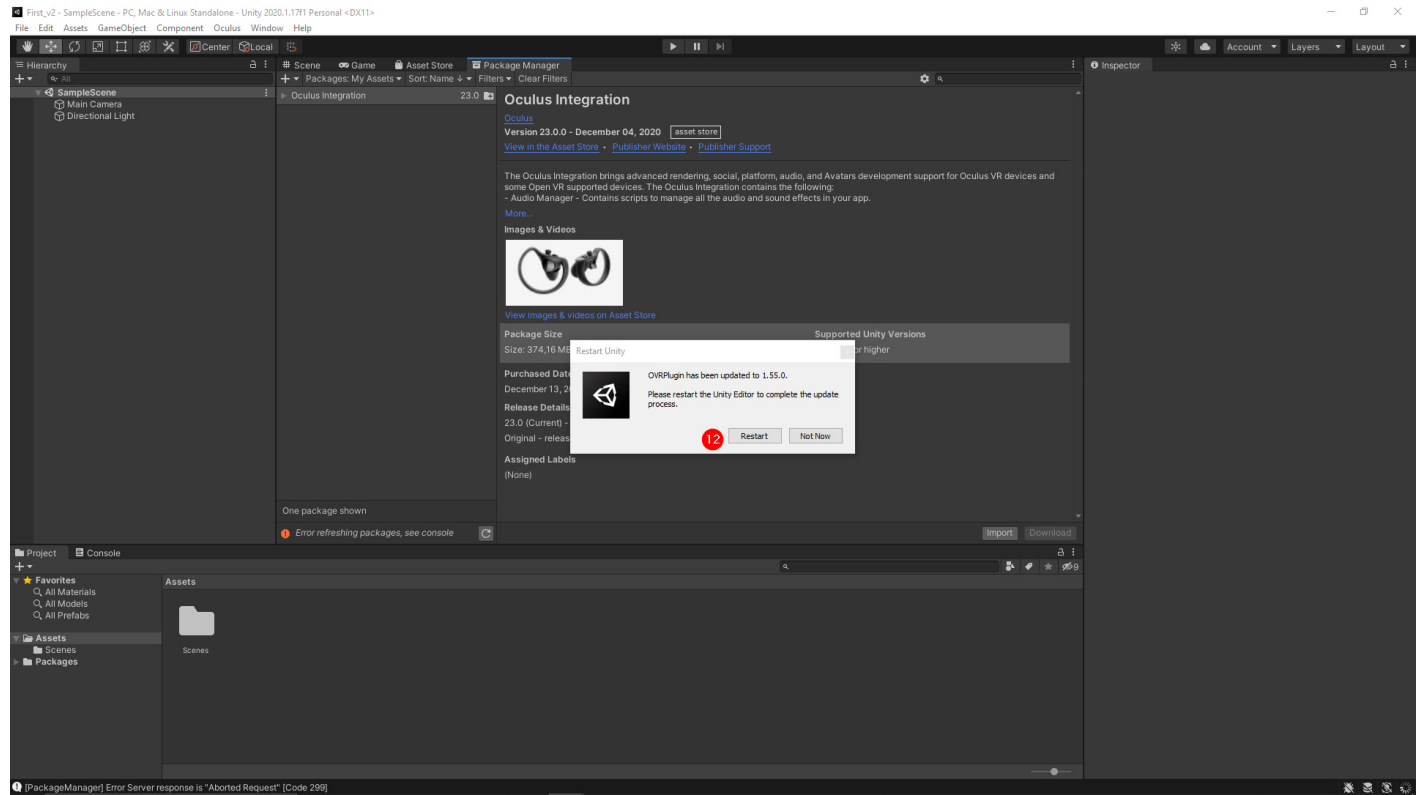 First_v2 - SampleScene - PC, Mac & Linux Standalone - Unity 2020.1.17f1 Personal <DX11>
File Edit Assets GameObject Component Oculus Window Help
Center Local
Account Layers Layout
Hierarchy
Scene Game Asset Store Package Manager
Inspector
All
Packages: My Assets Sort: Name ↓ Filters Clear Filters
SampleScene
Main Camera
Directional Light
Oculus Integration 23.0
Oculus Integration
Oculus
Version 23.0.0 - December 04, 2020 asset store
View in the Asset Store • Publisher Website • Publisher Support
The Oculus Integration brings advanced rendering, social, platform, audio, and Avatars development support for Oculus VR devices and
some Open VR supported devices. The Oculus Integration contains the following:
- Audio Manager - Contains scripts to manage all the audio and sound effects in your app.
More...
Images & Videos
View images & videos on Asset Store
Package Size Supported Unity Versions
Size: 374,16 or higher
Purchased
December 13,
Release Details
23.0 (Current) -
Original -
Assigned Labels
(None)
Restart Unity
OVRPlugin has been updated to 1.55.0.
Please restart the Unity Editor to complete the update
process.
12 Restart Not Now
One package shown
Error refreshing packages, see console
Import Download
Project Console
9
Favorites
All Materials
All Models
All Prefabs
Assets
Scenes
Packages
Assets
Scenes
[PackageManager] Error Server response is "Aborted Request" [Code 299]